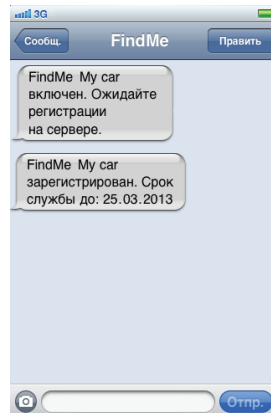 3G
Сообщ.
FindMe
Править
FindMe My car
включен. Ожидайте
регистрации
на сервере.
FindMe My car
зарегистрирован. Срок
службы до: 25.03.2013
Отпр.